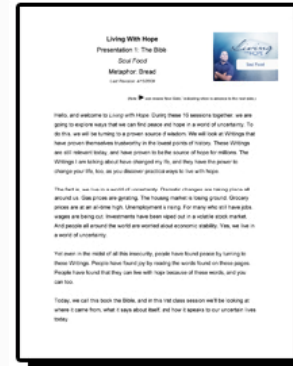 Living With Hope
Presentation 1: The Bible
Soul Food
Metaphor: Bread
Hello, and welcome to Living with Hope. During these 16 sessions together, we are
going to explore ways that we can find peace and hope in a world of uncertainty. To
do this, we will be turning to a proven source of wisdom. We will look at Writings that
have proven themselves trustworthy in the twists and points of history. These Writings
are still relevant today, and have proven to be the source of hope for millions. The
Writings I am talking about have changed my life, and they have the power to
change your life, too, as you discover practical ways to live with hope.
The fact is, we live in a world of uncertainty. Dramatic changes are taking place all
around us. Gas prices are gyrating. The housing market is being ground. Grocery
prices are at an all-time high. Unemployment is rising. For many who still have jobs,
wages are being cut. Investments have been wiped out in a volatile stock market.
And people all around the world are worried about economic stability. Yes, we live in
a world of uncertainty.
Yet even in the midst of all this insecurity, people have found peace by turning to
these Writings. People have found joy by reading the words found on these pages.
People have found that they can live with hope because of these words, and you
can too.
Today, we call this book the Bible, and in this first class session we'll be looking at
where it came from, what it says about itself, and how it speaks to our uncertain lives
today.
Living
HOPE
Soul Food